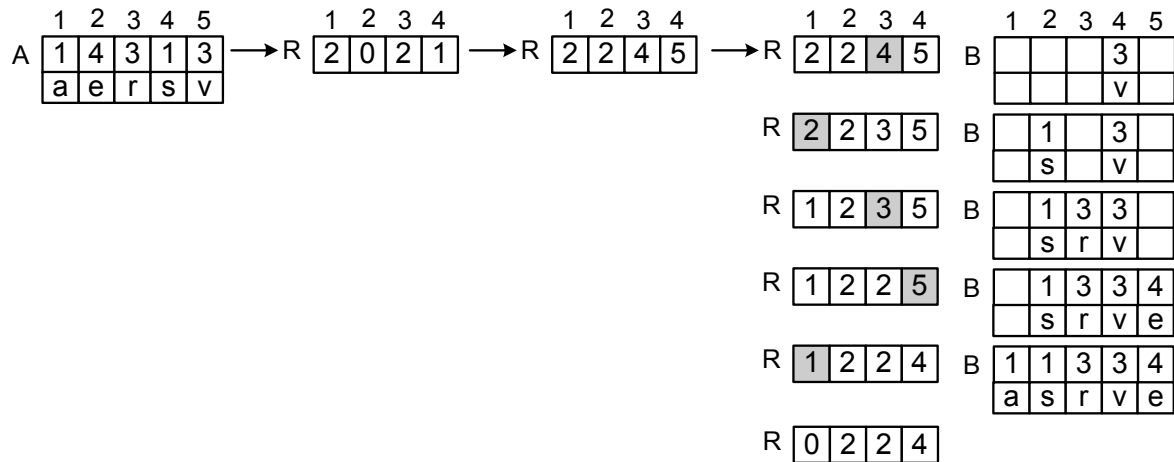 1 2 3 4 5 1 2 3 4 1 2 3 4 1 2 3 4 1 2 3 4 5
A 1 4 3 1 3 R 2 0 2 1 R 2 2 4 5 R 2 2 4 5 B 3
a e r s v v
R 2 2 3 5 B 1 3
s v
R 1 2 3 5 B 1 3 3
s r v
R 1 2 2 5 B 1 3 3 4
s r v e
R 1 2 2 4 B 1 1 3 3 4
a s r v e
R 0 2 2 4